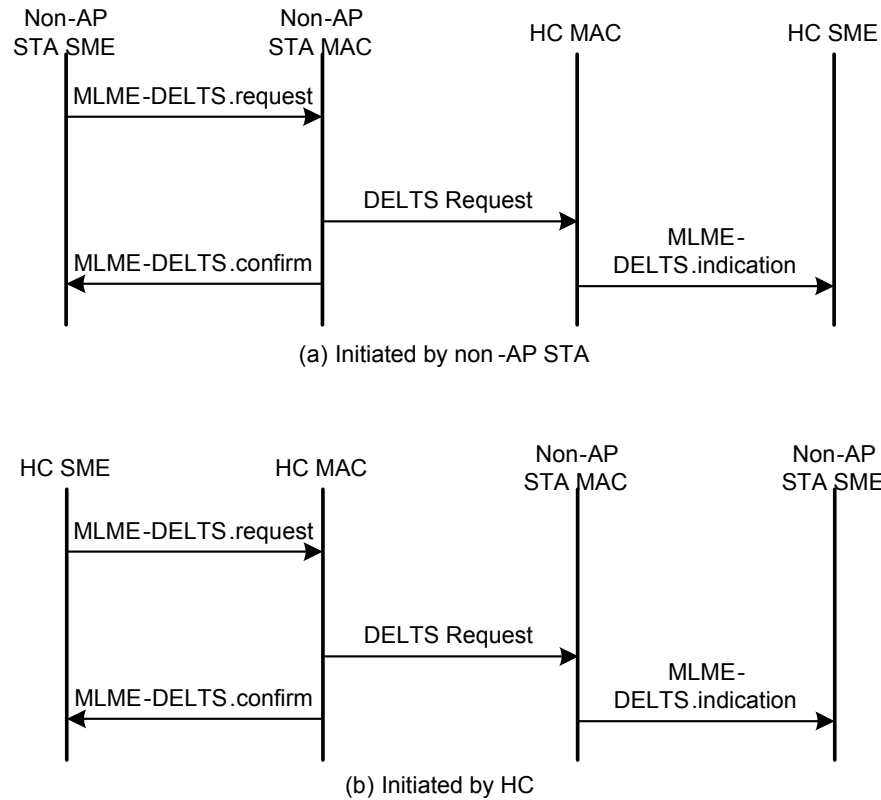 Non-AP
STA SME
Non-AP
STA MAC
HC MAC
HC SME
MLME-DELTS.request
DELTS Request
MLME-DELTS.confirm
MLME-
DELTS.indication
(a) Initiated by non-AP STA
HC SME
HC MAC
Non-AP
STA MAC
Non-AP
STA SME
MLME-DELTS.request
DELTS Request
MLME-DELTS.confirm
MLME-
DELTS.indication
(b) Initiated by HC